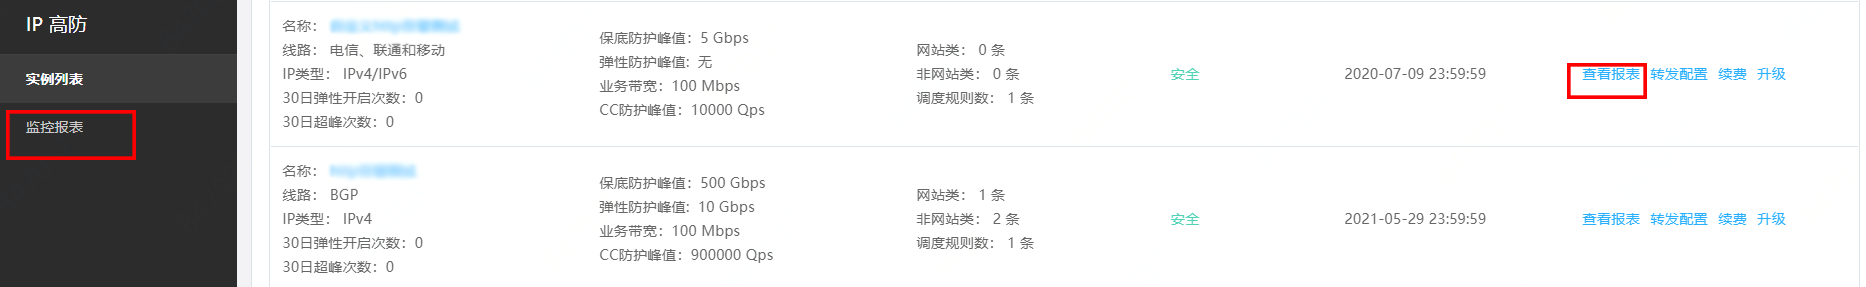 IP 高防
实例列表
监控报表
名称：
线路： 电信、联通和移动
IP类型： IPv4/IPv6
30日弹性开启次数：0
30日超峰次数：0
保底防护峰值：5 Gbps
弹性防护峰值: 无
业务带宽：100 Mbps
CC防护峰值：10000 Qps
网站类： 0 条
非网站类： 0 条
调度规则数： 1 条
安全
2020-07-09 23:59:59
查看报表 转发配置 续费 升级
名称：
线路： BGP
IP类型： IPv4
30日弹性开启次数：0
30日超峰次数：0
保底防护峰值：500 Gbps
弹性防护峰值: 10 Gbps
业务带宽：100 Mbps
CC防护峰值：900000 Qps
网站类： 1 条
非网站类： 2 条
调度规则数： 1 条
安全
2021-05-29 23:59:59
查看报表 转发配置 续费 升级